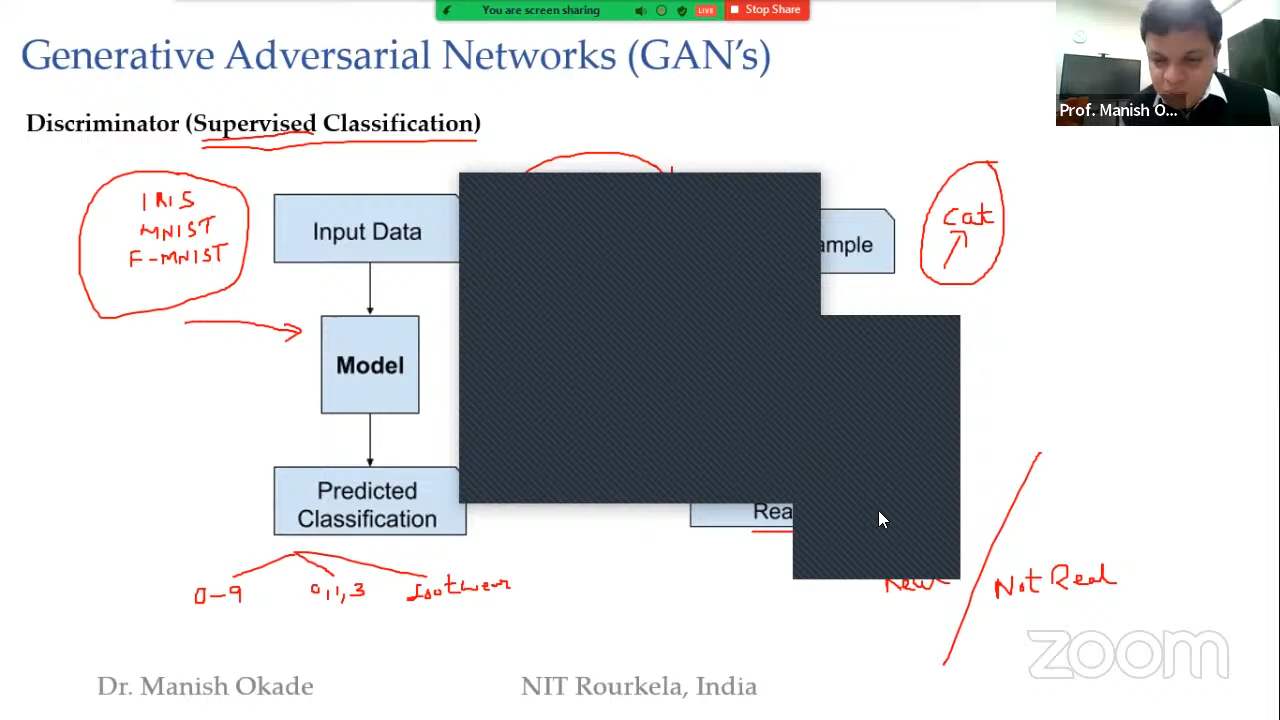 You are screen sharing
LIVE
Stop Share
Generative Adversarial Networks (GAN's)
Prof. Manish O...
Discriminator (Supervised Classification)
IRIS
MNIST
F-MNIST
Input Data
ample
Cat
Model
Predicted
Classification
Rea
0-9
0,1,3
footwear
Not Real
Dr. Manish Okade
NIT Rourkela, India
zoom